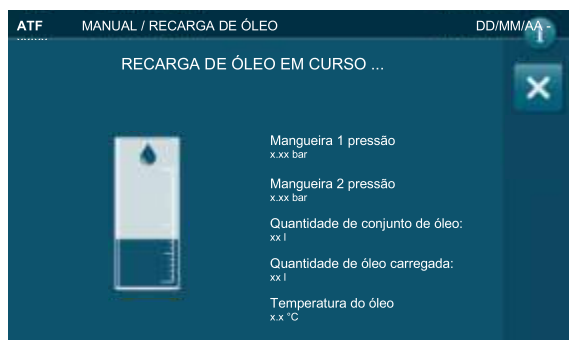 ATF MANUAL / RECARGA DE ÓLEO DD/MM/AA -
RECARGA DE ÓLEO EM CURSO ...
Mangueira 1 pressão
x.xx bar
Mangueira 2 pressão
x.xx bar
Quantidade de conjunto de óleo:
xx l
Quantidade de óleo carregada:
xx l
Temperatura do óleo
x.x °C